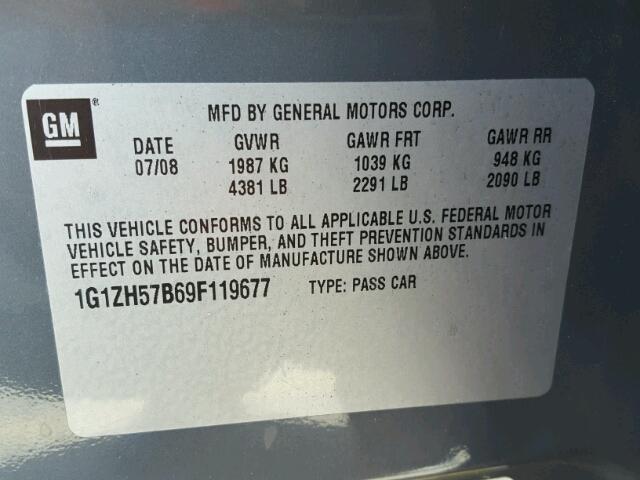 GM ®
MFD BY GENERAL MOTORS CORP.
DATE GVWR GAWR FRT GAWR RR
07/08 1987 KG 1039 KG 948 KG
4381 LB 2291 LB 2090 LB
THIS VEHICLE CONFORMS TO ALL APPLICABLE U.S. FEDERAL MOTOR
VEHICLE SAFETY, BUMPER, AND THEFT PREVENTION STANDARDS IN
EFFECT ON THE DATE OF MANUFACTURE SHOWN ABOVE.
1G1ZH57B69F119677 TYPE: PASS CAR